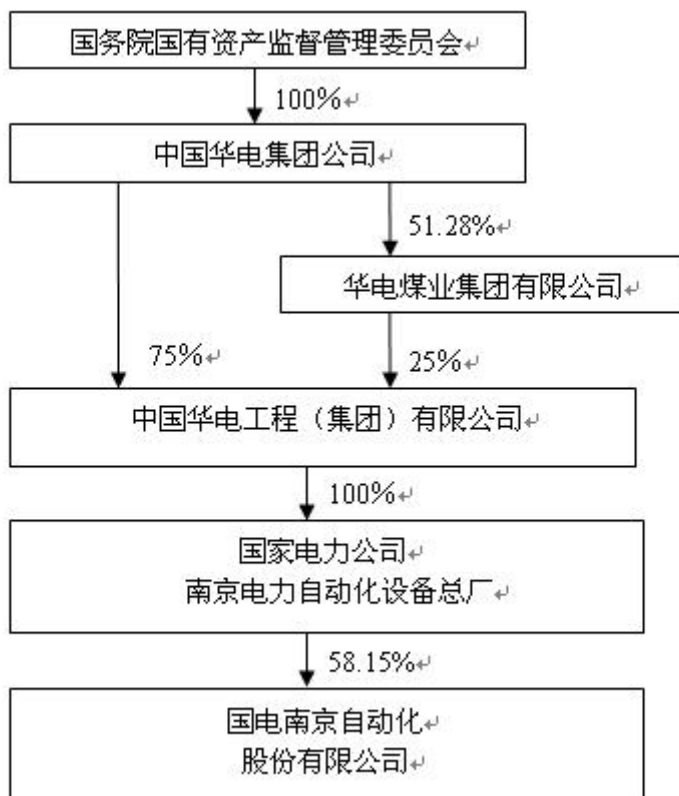 国务院国有资产监督管理委员会↵
100%↵
中国华电集团公司↵
51.28%↵
华电煤业集团有限公司↵
75%↵
25%↵
中国华电工程（集团）有限公司↵
100%↵
国家电力公司↵
南京电力自动化设备总厂↵
58.15%↵
国电南京自动化↵
股份有限公司↵